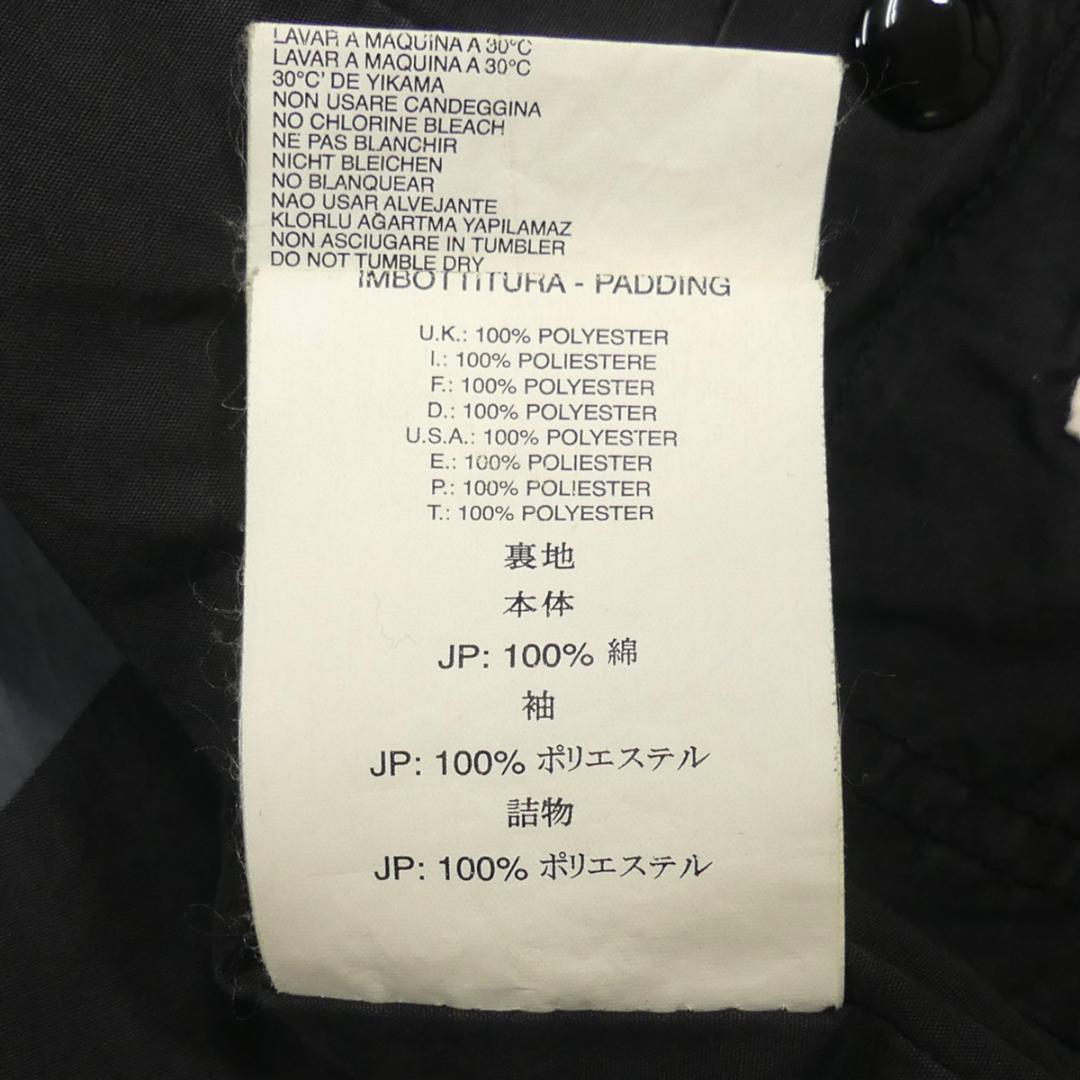 LAVAR A MAQUINA A 30°C
LAVAR A MAQUINA A 30°C
30°C' DE YIKAMA
NON USARE CANDEGGINA
NO CHLORINE BLEACH
NE PAS BLANCHIR
NICHT BLEICHEN
NO BLANQUEAR
NAO USAR ALVEJANTE
KLORLU AĞARTMA YAPILAMAZ
NON ASCIUGARE IN TUMBLER
DO NOT TUMBLE DRY
IMBOTTITURA - PADDING
U.K.: 100% POLYESTER
I.: 100% POLIESTERE
F.: 100% POLYESTER
D.: 100% POLYESTER
U.S.A.: 100% POLYESTER
E.: 100% POLIESTER
P.: 100% POLIESTER
T.: 100% POLYESTER
裏地
本体
JP: 100% 綿
袖
JP: 100% ポリエステル
詰物
JP: 100% ポリエステル